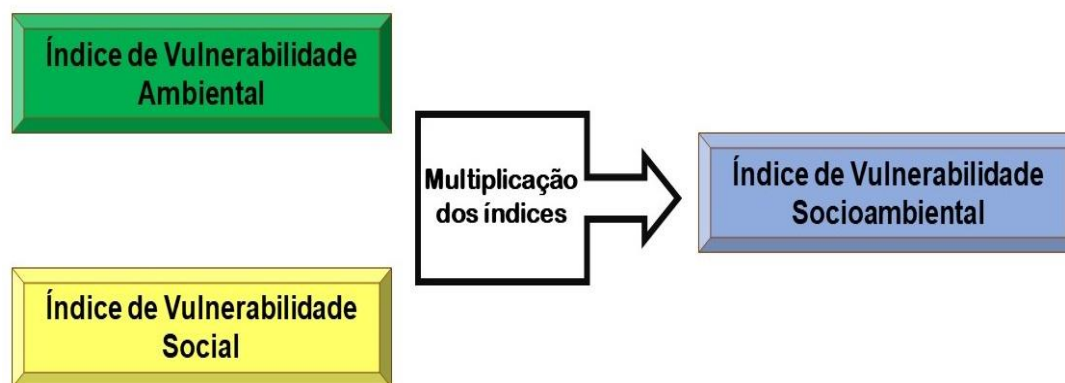 Índice de Vulnerabilidade
Ambiental
Multiplicação
dos índices
Índice de Vulnerabilidade
Socioambiental
Índice de Vulnerabilidade
Social